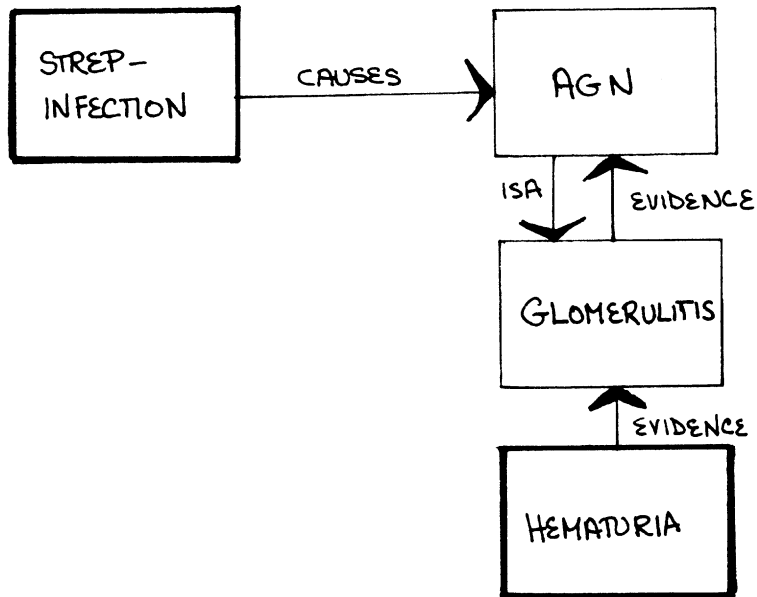 STREP-
INFECTION
CAUSES
AGN
ISA
EVIDENCE
GLOMERULITIS
EVIDENCE
HEMATURIA